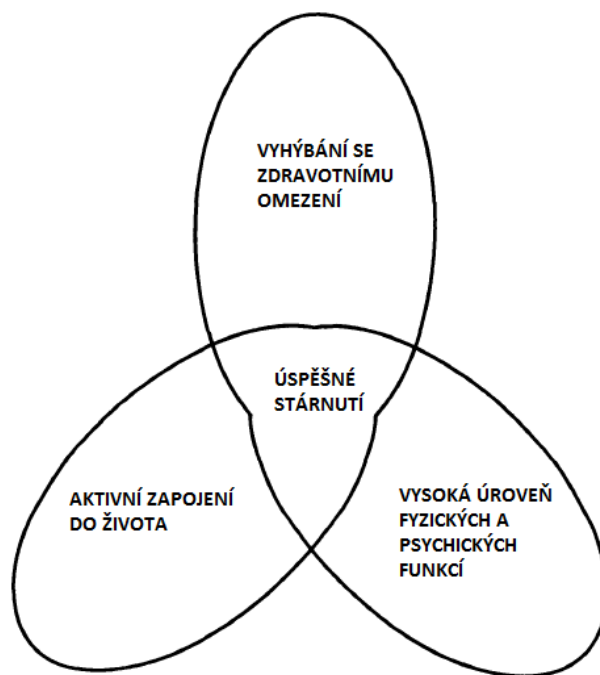 VYHÝBÁNÍ SE
ZDRAVOTNÍMU
OMEZENÍ
ÚSPĚŠNÉ
STÁRNUTÍ
AKTIVNÍ ZAPOJENÍ
DO ŽIVOTA
VYSOKÁ ÚROVEŇ
FYZICKÝCH A
PSYCHICKÝCH
FUNKCÍ